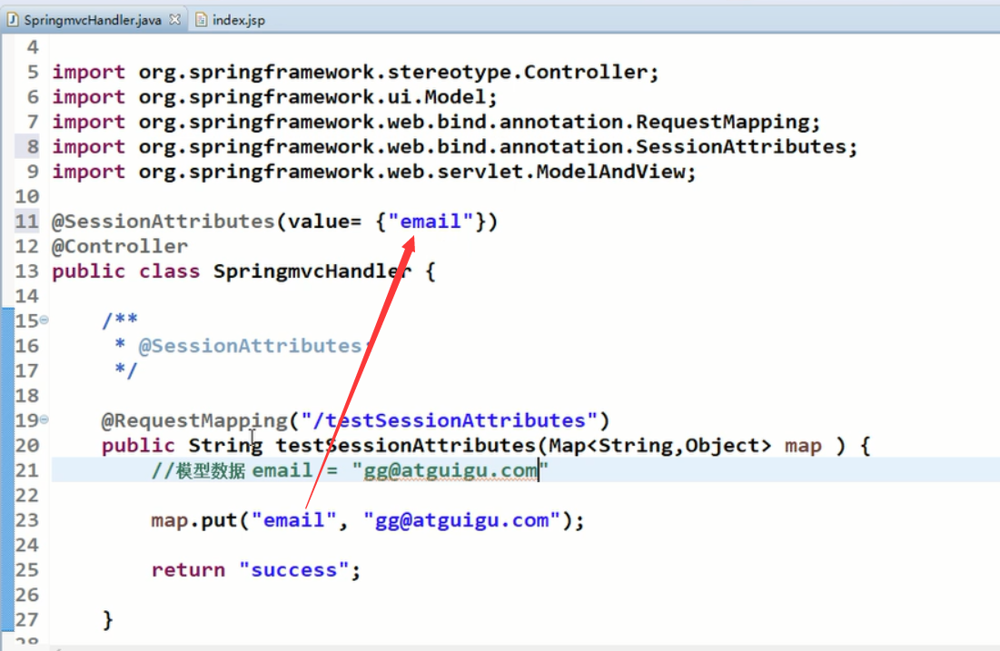 SpringmvcHandler.java index.jsp
4
5 import org.springframework.stereotype.Controller;
6 import org.springframework.ui.Model;
7 import org.springframework.web.bind.annotation.RequestMapping;
8 import org.springframework.web.bind.annotation.SessionAttributes;
9 import org.springframework.web.servlet.ModelAndView;
10
11 @SessionAttributes(value= {"email"})
12 @Controller
13 public class SpringmvcHandler {
14
15 /**
16 * @SessionAttributes:
17 */
18
19 @RequestMapping("/testSessionAttributes")
20 public String testSessionAttributes(Map<String,Object> map ) {
21 //模型数据 email = "gg@atguigu.com"
22
23 map.put("email", "gg@atguigu.com");
24
25 return "success";
26
27 }
28